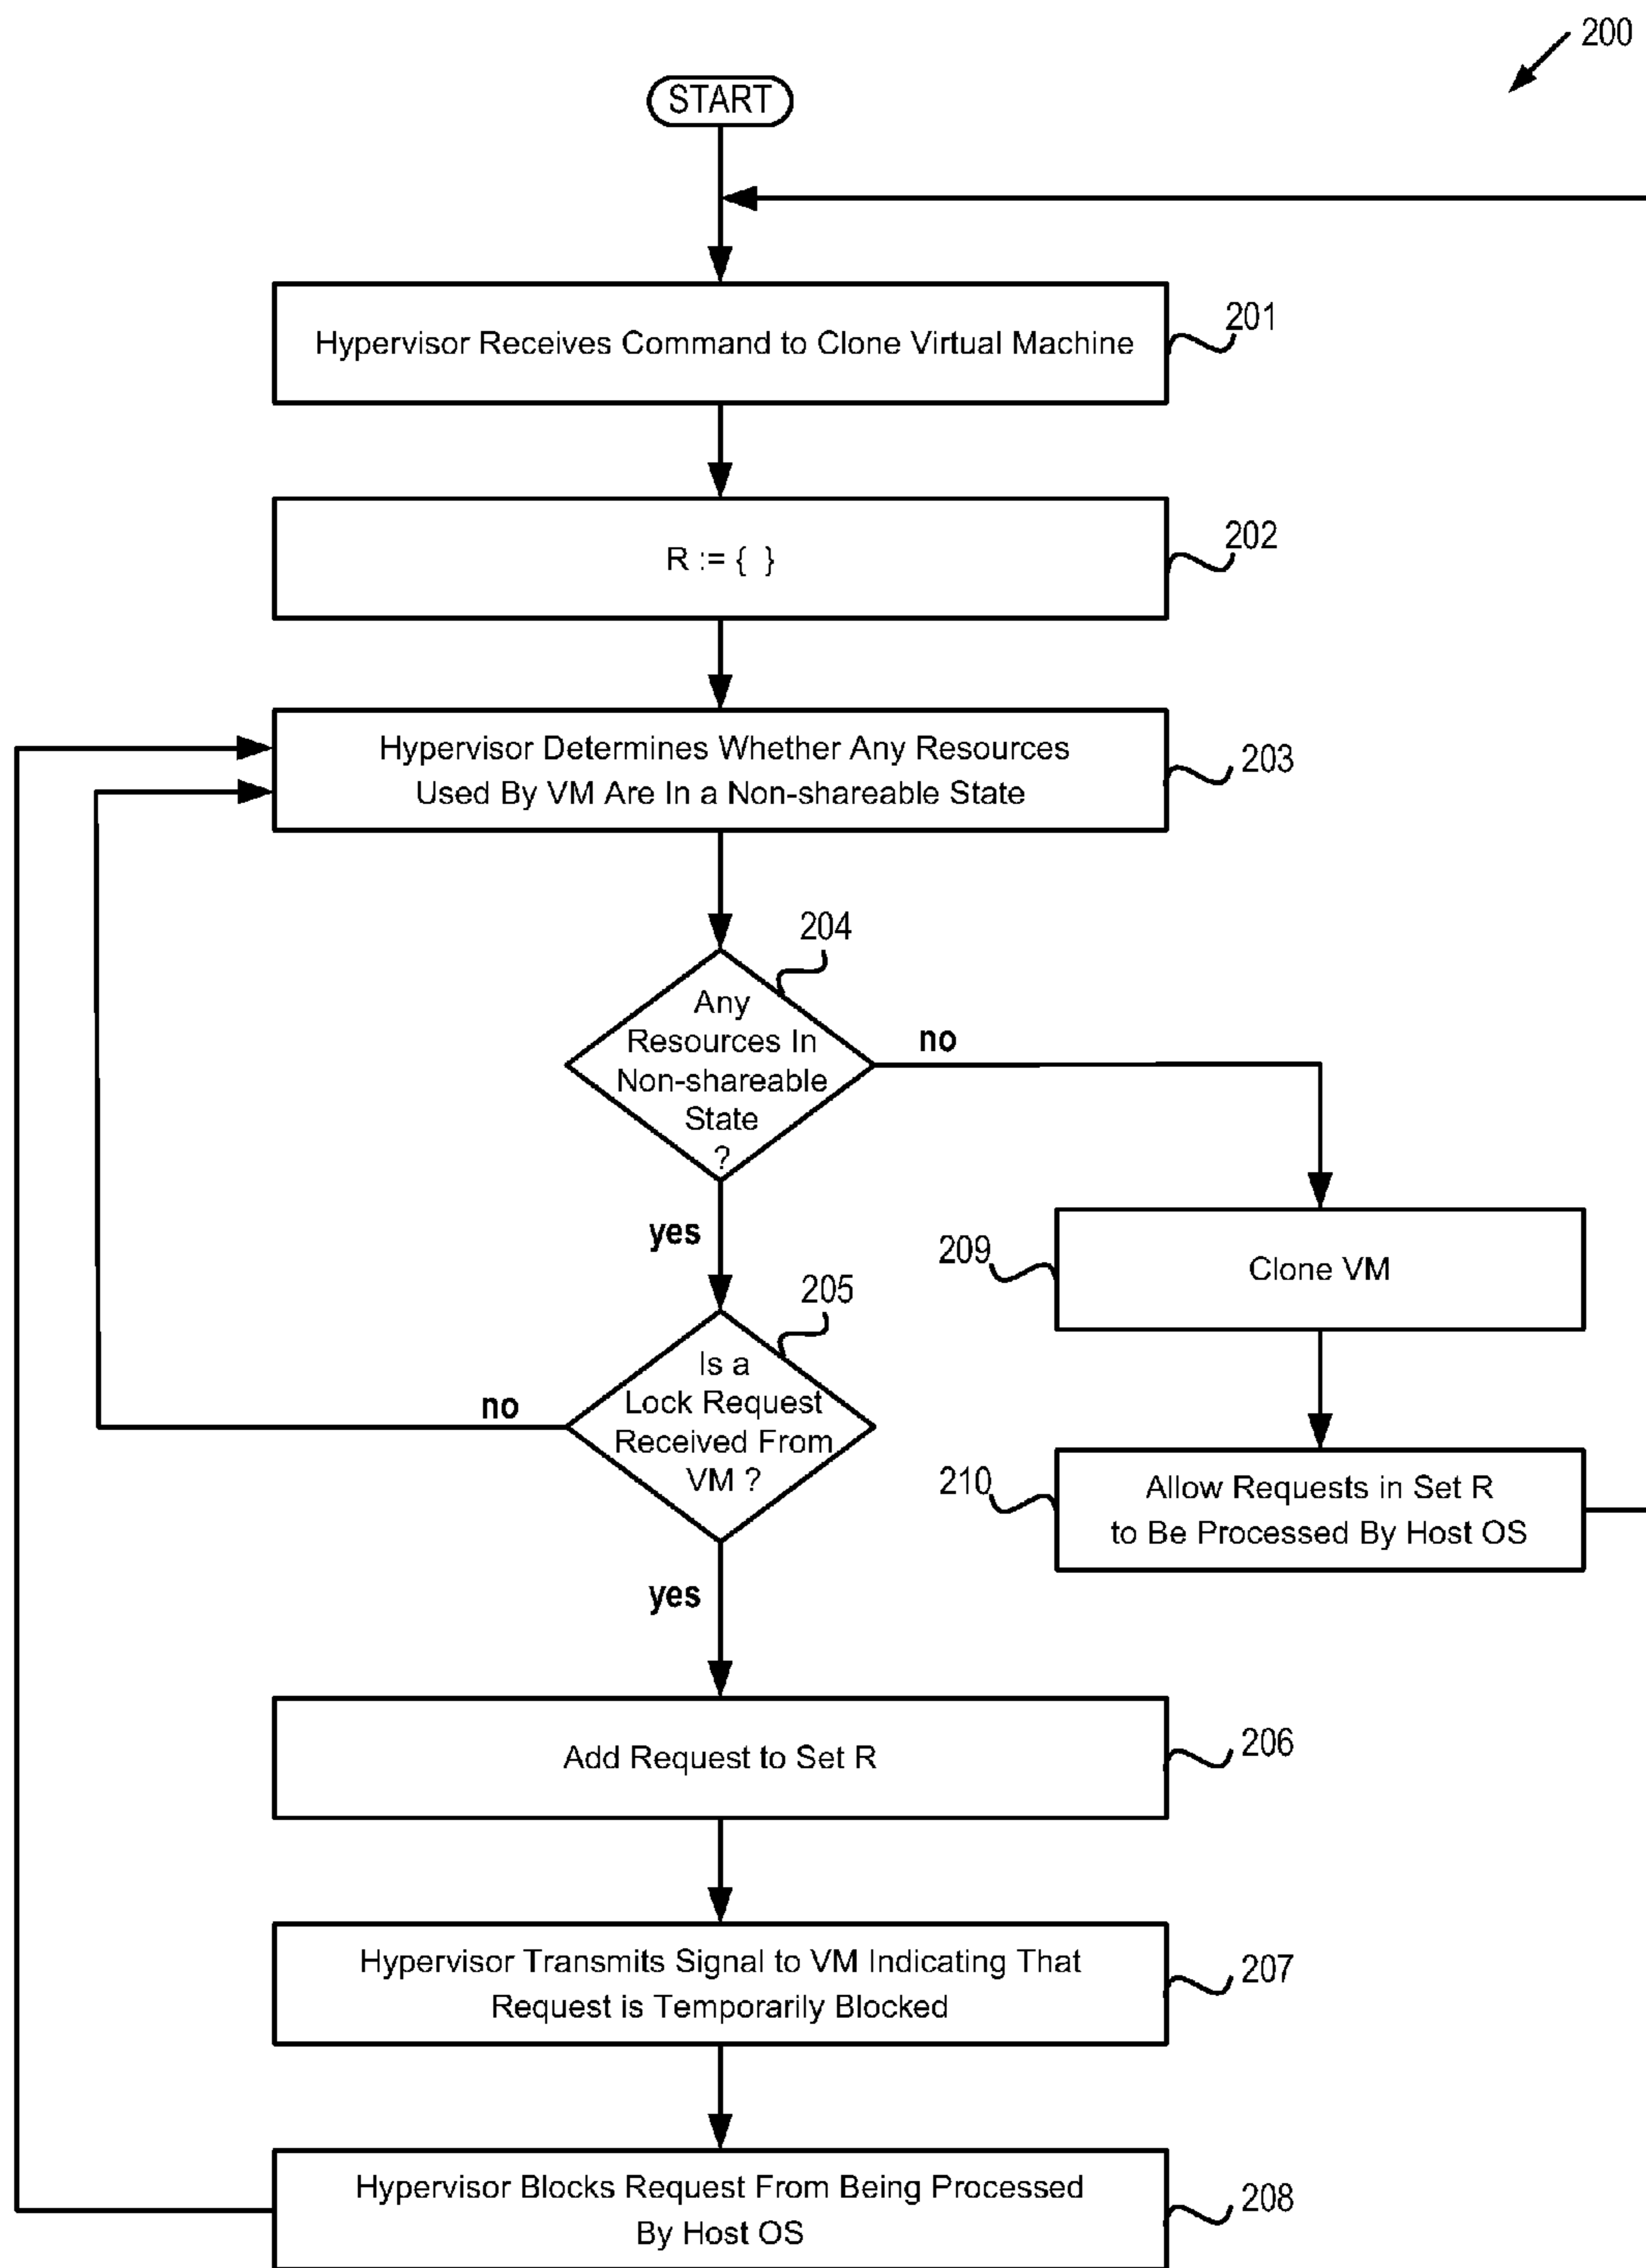 200
START
Hypervisor Receives Command to Clone Virtual Machine
201
R := { }
202
Hypervisor Determines Whether Any Resources
Used By VM Are In a Non-shareable State
203
204
Any
Resources In
Non-shareable
State
?
no
yes
209
Clone VM
205
Is a
Lock Request
Received From
VM ?
no
yes
210
Allow Requests in Set R
to Be Processed By Host OS
Add Request to Set R
206
Hypervisor Transmits Signal to VM Indicating That
Request is Temporarily Blocked
207
Hypervisor Blocks Request From Being Processed
By Host OS
208